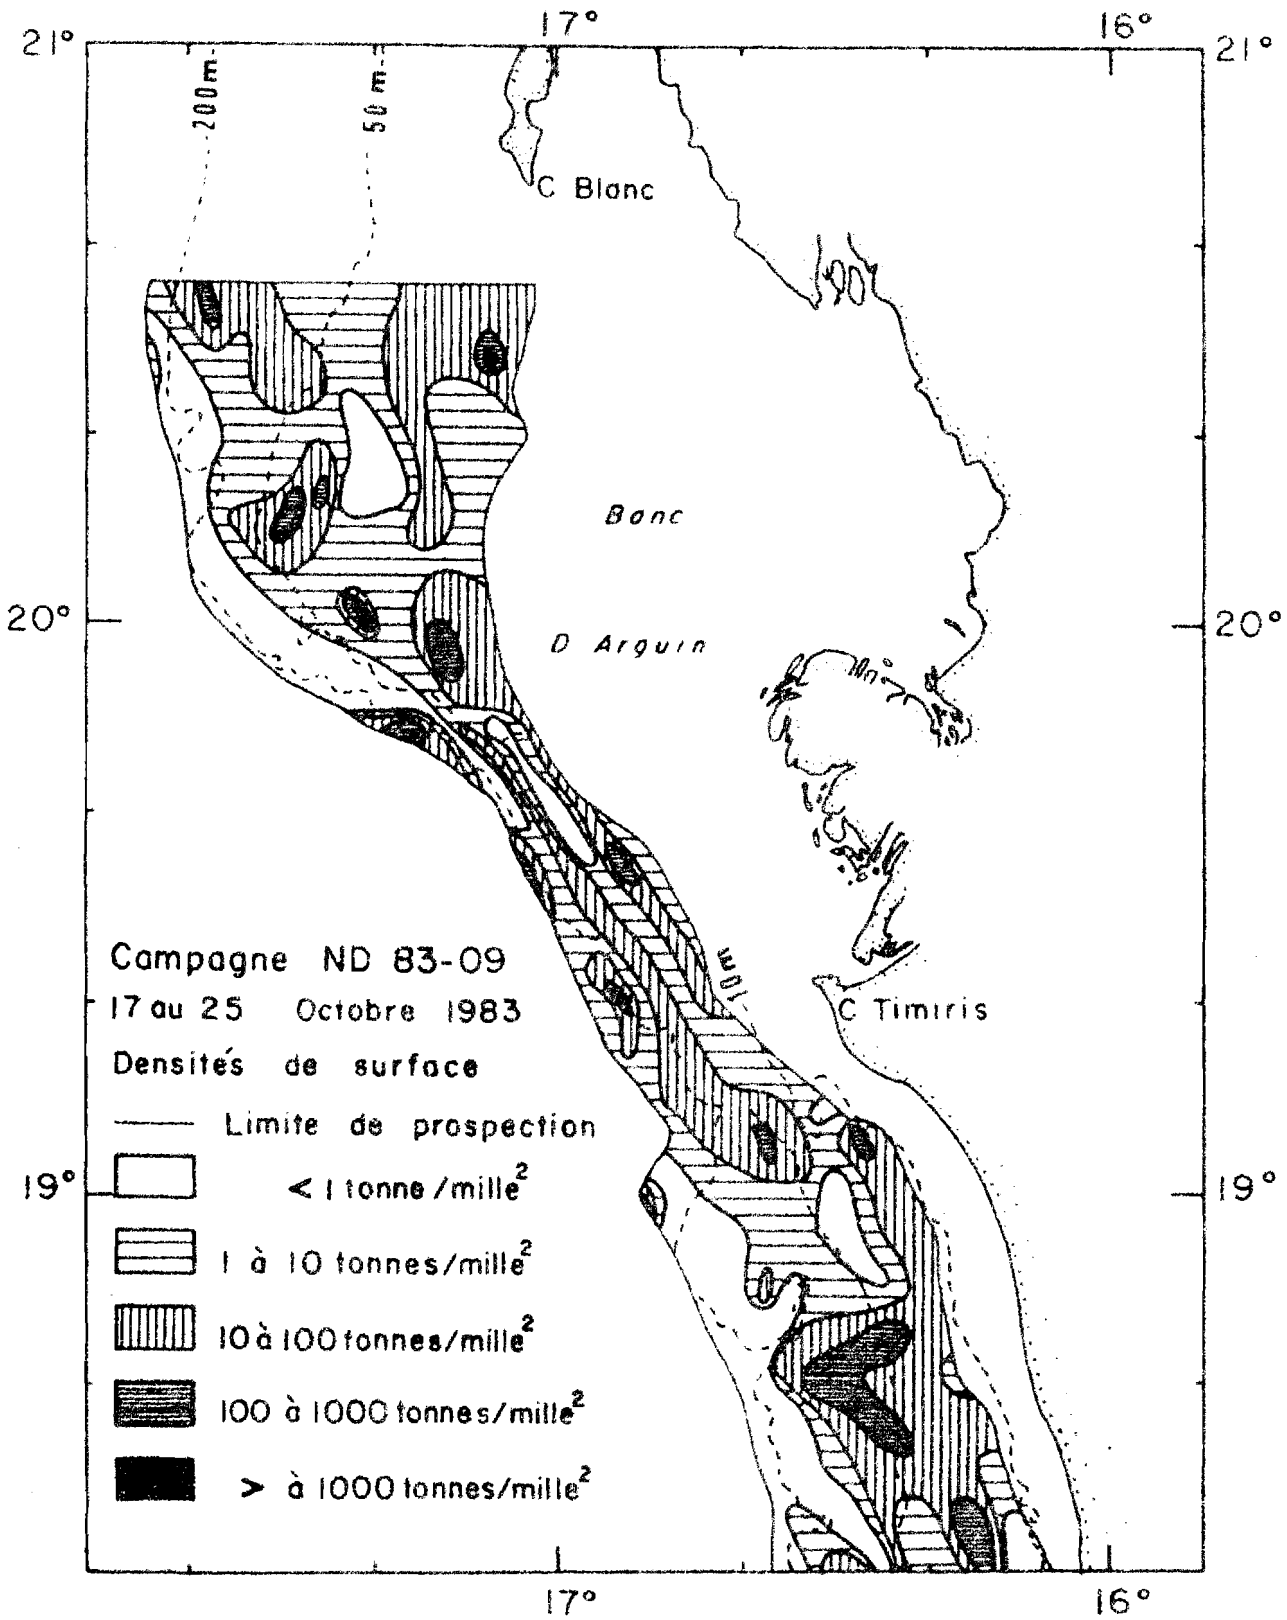 17° 16°
21° 21°
200m
50 m
C Blanc
Banc
20° 20°
D Arguin
10m
Campagne ND 83-09
17 au 25 Octobre 1983
C Timiris
Densités de surface
Limite de prospection
19° 19°
< 1 tonne/mille²
1 à 10 tonnes/mille²
10 à 100 tonnes/mille²
100 à 1000 tonnes/mille²
> à 1000 tonnes/mille²
17° 16°